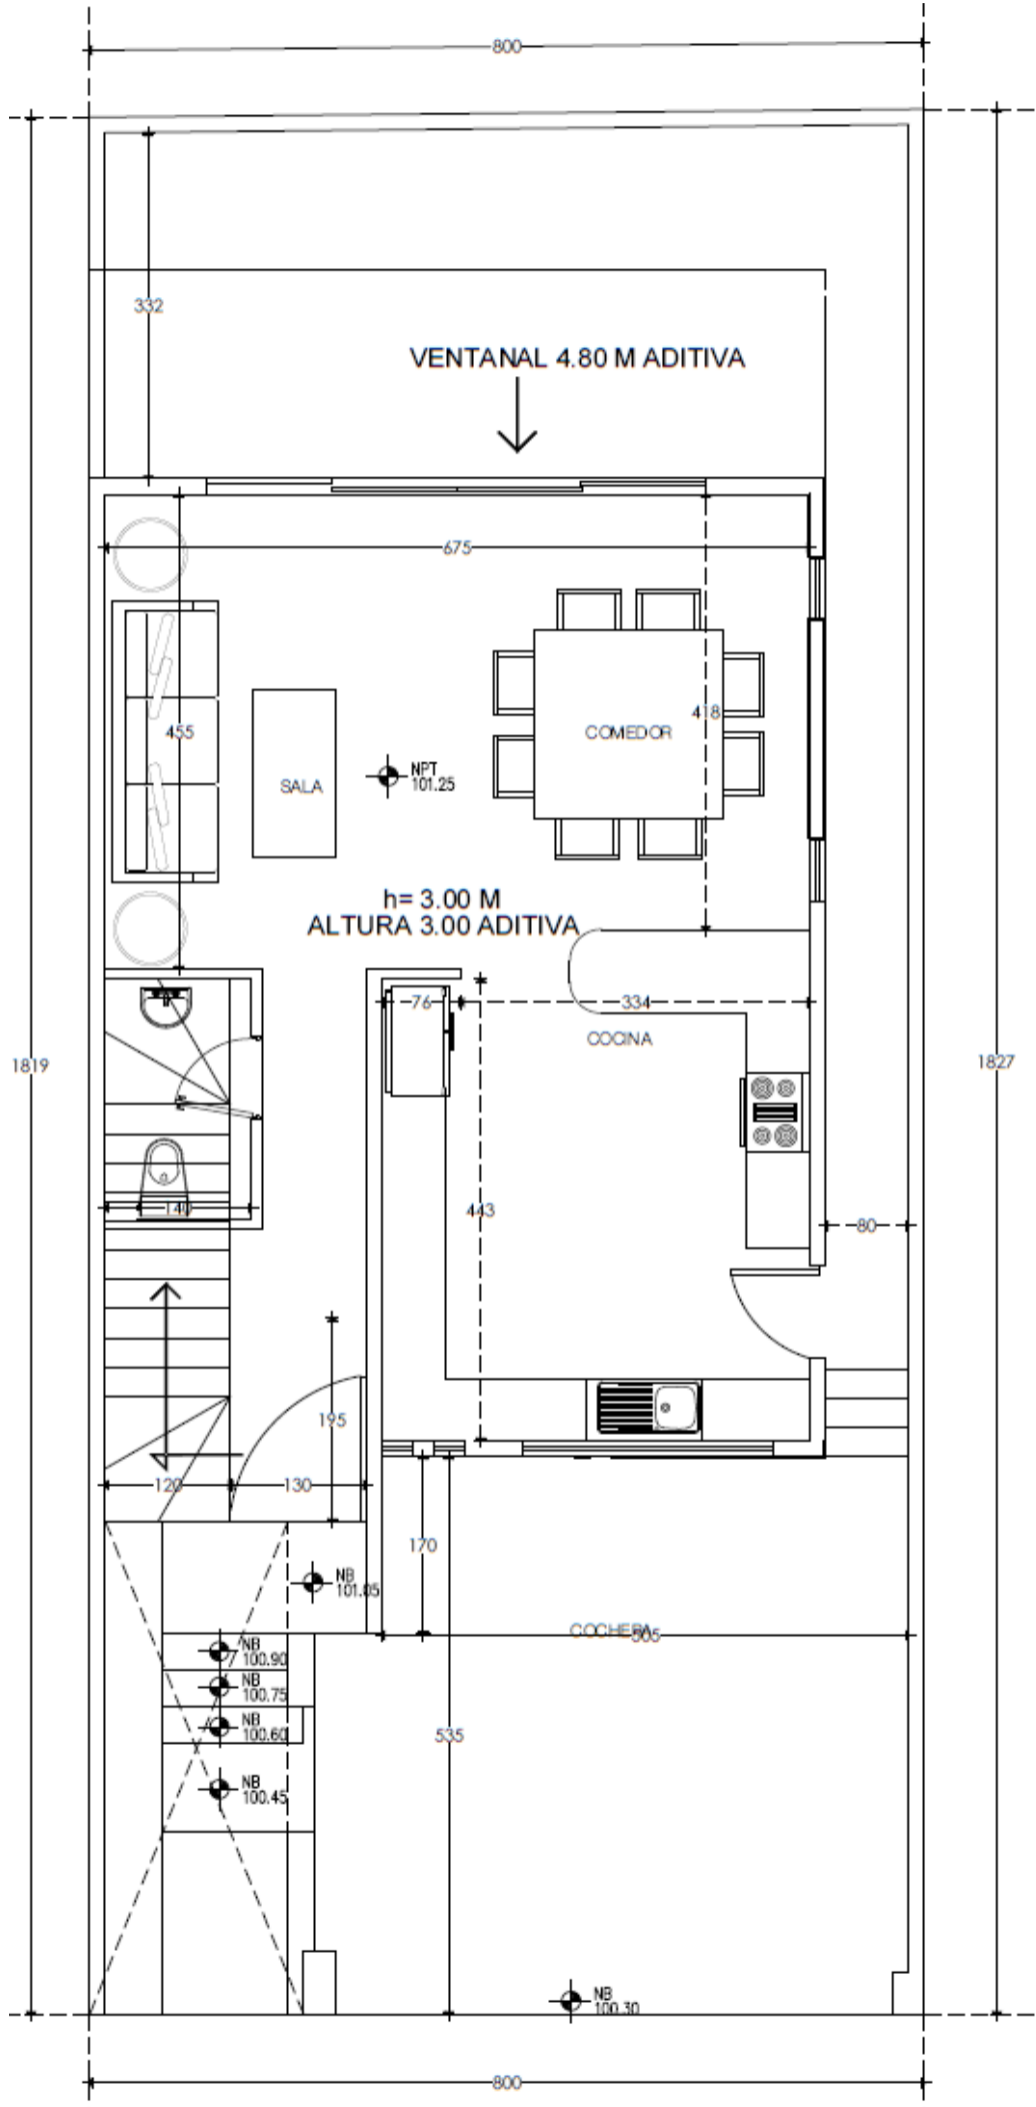 800
332
VENTANAL 4.80 M ADITIVA
675
455
418
COMEDOR
SALA
NPT
101.25
h= 3.00 M
ALTURA 3.00 ADITIVA
76
334
COCINA
1819
1827
140
443
80
195
120
130
170
NB
101.05
COCHERA
505
NB
100.90
NB
100.75
NB
100.60
535
NB
100.45
NB
100.30
800